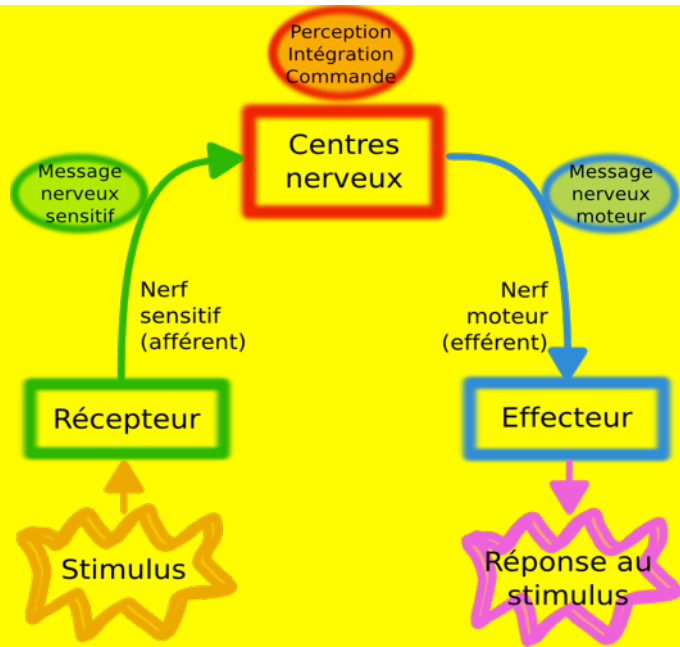 Perception
Intégration
Commande
Centres
nerveux
Message
nerveux
sensitif
Message
nerveux
moteur
Nerf
sensitif
(afférent)
Nerf
moteur
(efférent)
Récepteur
Effecteur
Stimulus
Réponse au
stimulus